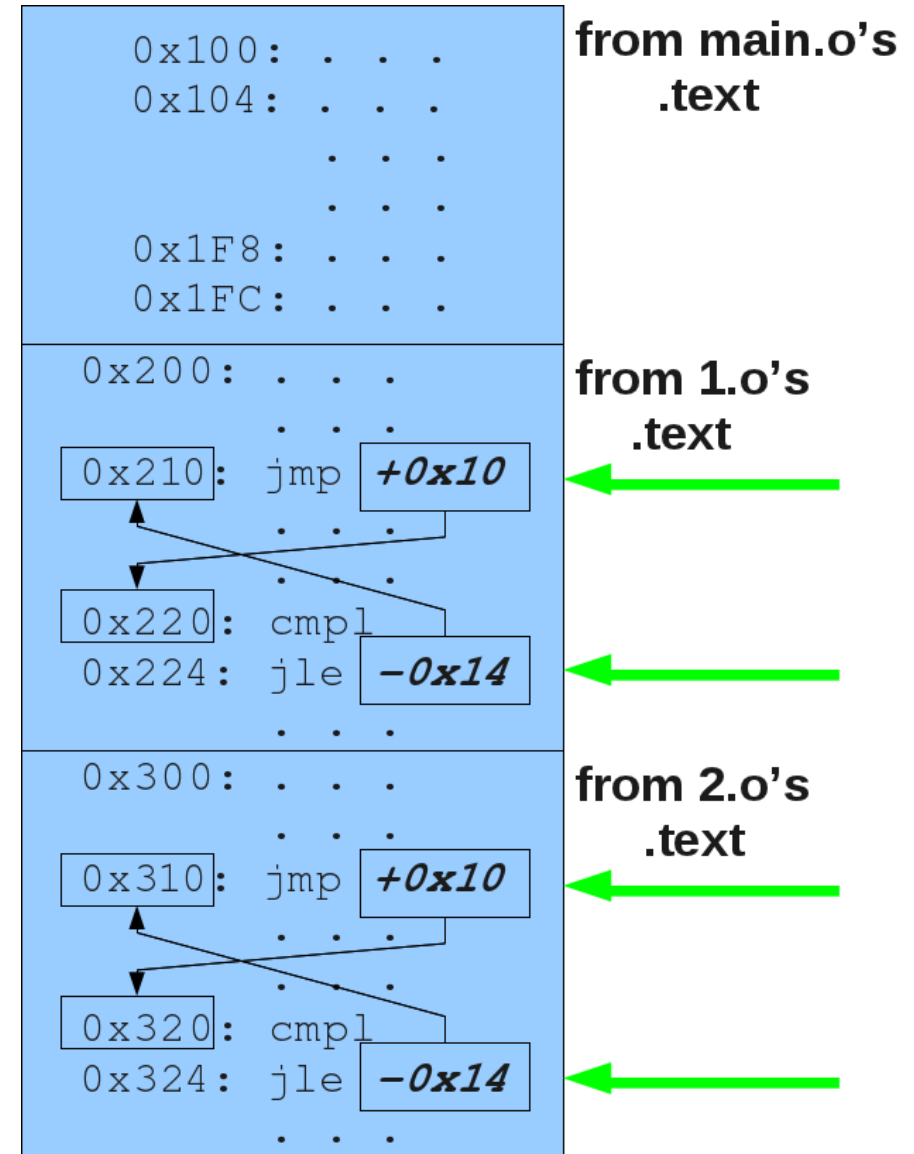 0x100: . . .
from main.o's
.text
0x104: . . .
. . .
. . .
0x1F8: . . .
0x1FC: . . .
0x200: . . .
from 1.o's
.text
. . .
0x210: jmp +0x10
. . .
. . .
0x220: cmpl
0x224: jle -0x14
. . .
0x300: . . .
from 2.o's
.text
. . .
0x310: jmp +0x10
. . .
. . .
0x320: cmpl
0x324: jle -0x14
. . .